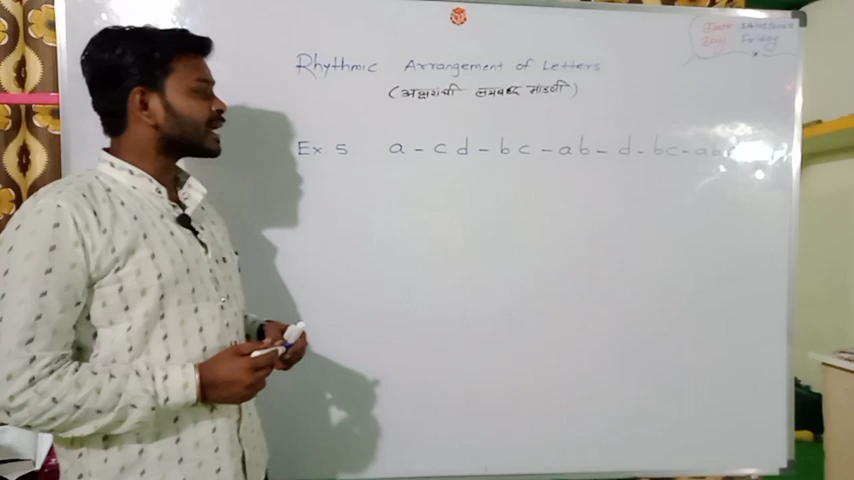 Day Friday
Rhythmic Arrangement of Letters
(अक्षरांची लयबद्ध मांडणी)
Ex 5 a - c d - b c - a b - d - b c - a b